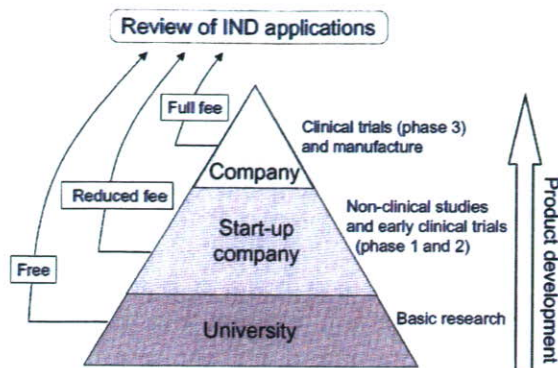 Review of IND applications
Full fee
Clinical trials (phase 3)
and manufacture
Company
Reduced fee
Non-clinical studies
and early clinical trials
(phase 1 and 2)
Start-up
company
Free
University
Basic research
Product development